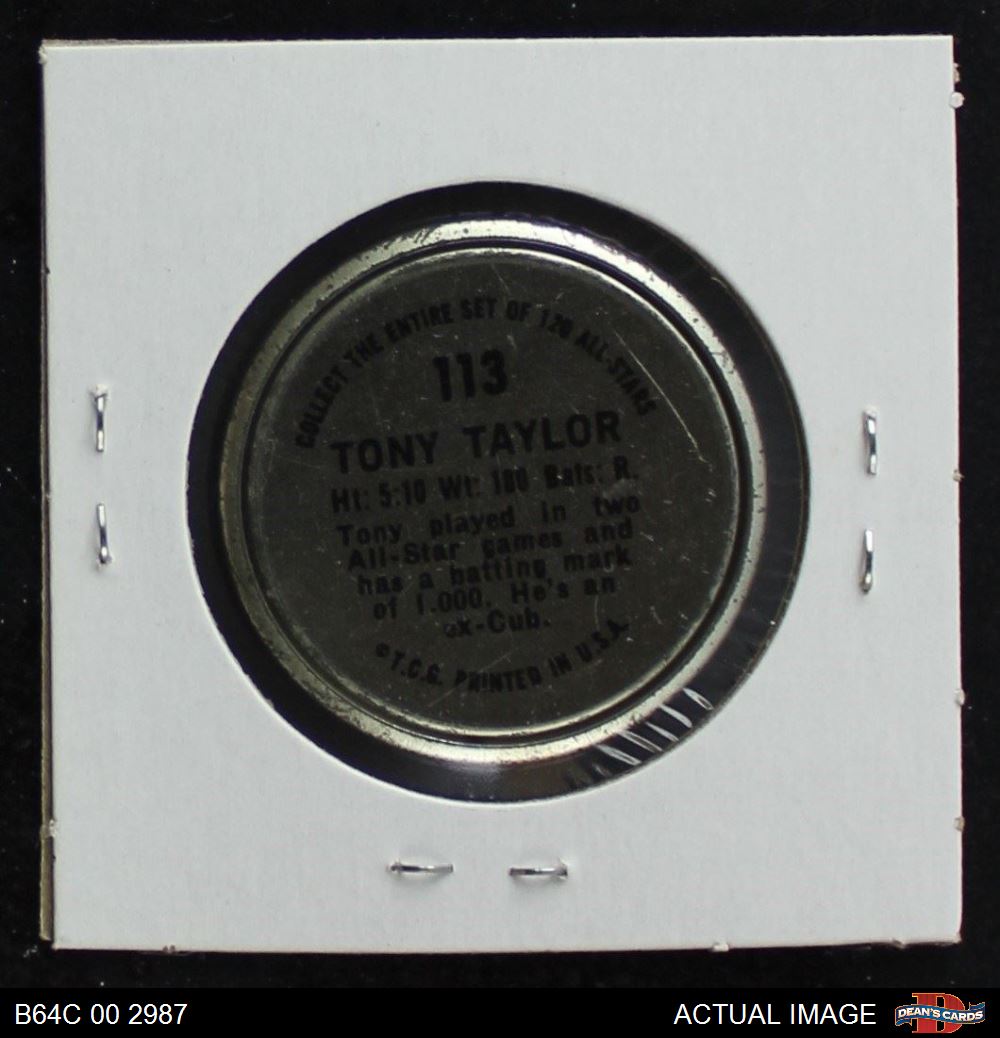 COLLECT THE ENTIRE SET OF 120 ALL-STARS
113
TONY TAYLOR
Ht: 5-10 Wt: 180 Bats: R.
Tony played in two
All-Star games and
has a batting mark
of 1.000. He's an
ex-Cub.
©T.C.G. PRINTED IN U.S.A.
B64C 00 2987
ACTUAL IMAGE
D
DEAN'S CARDS